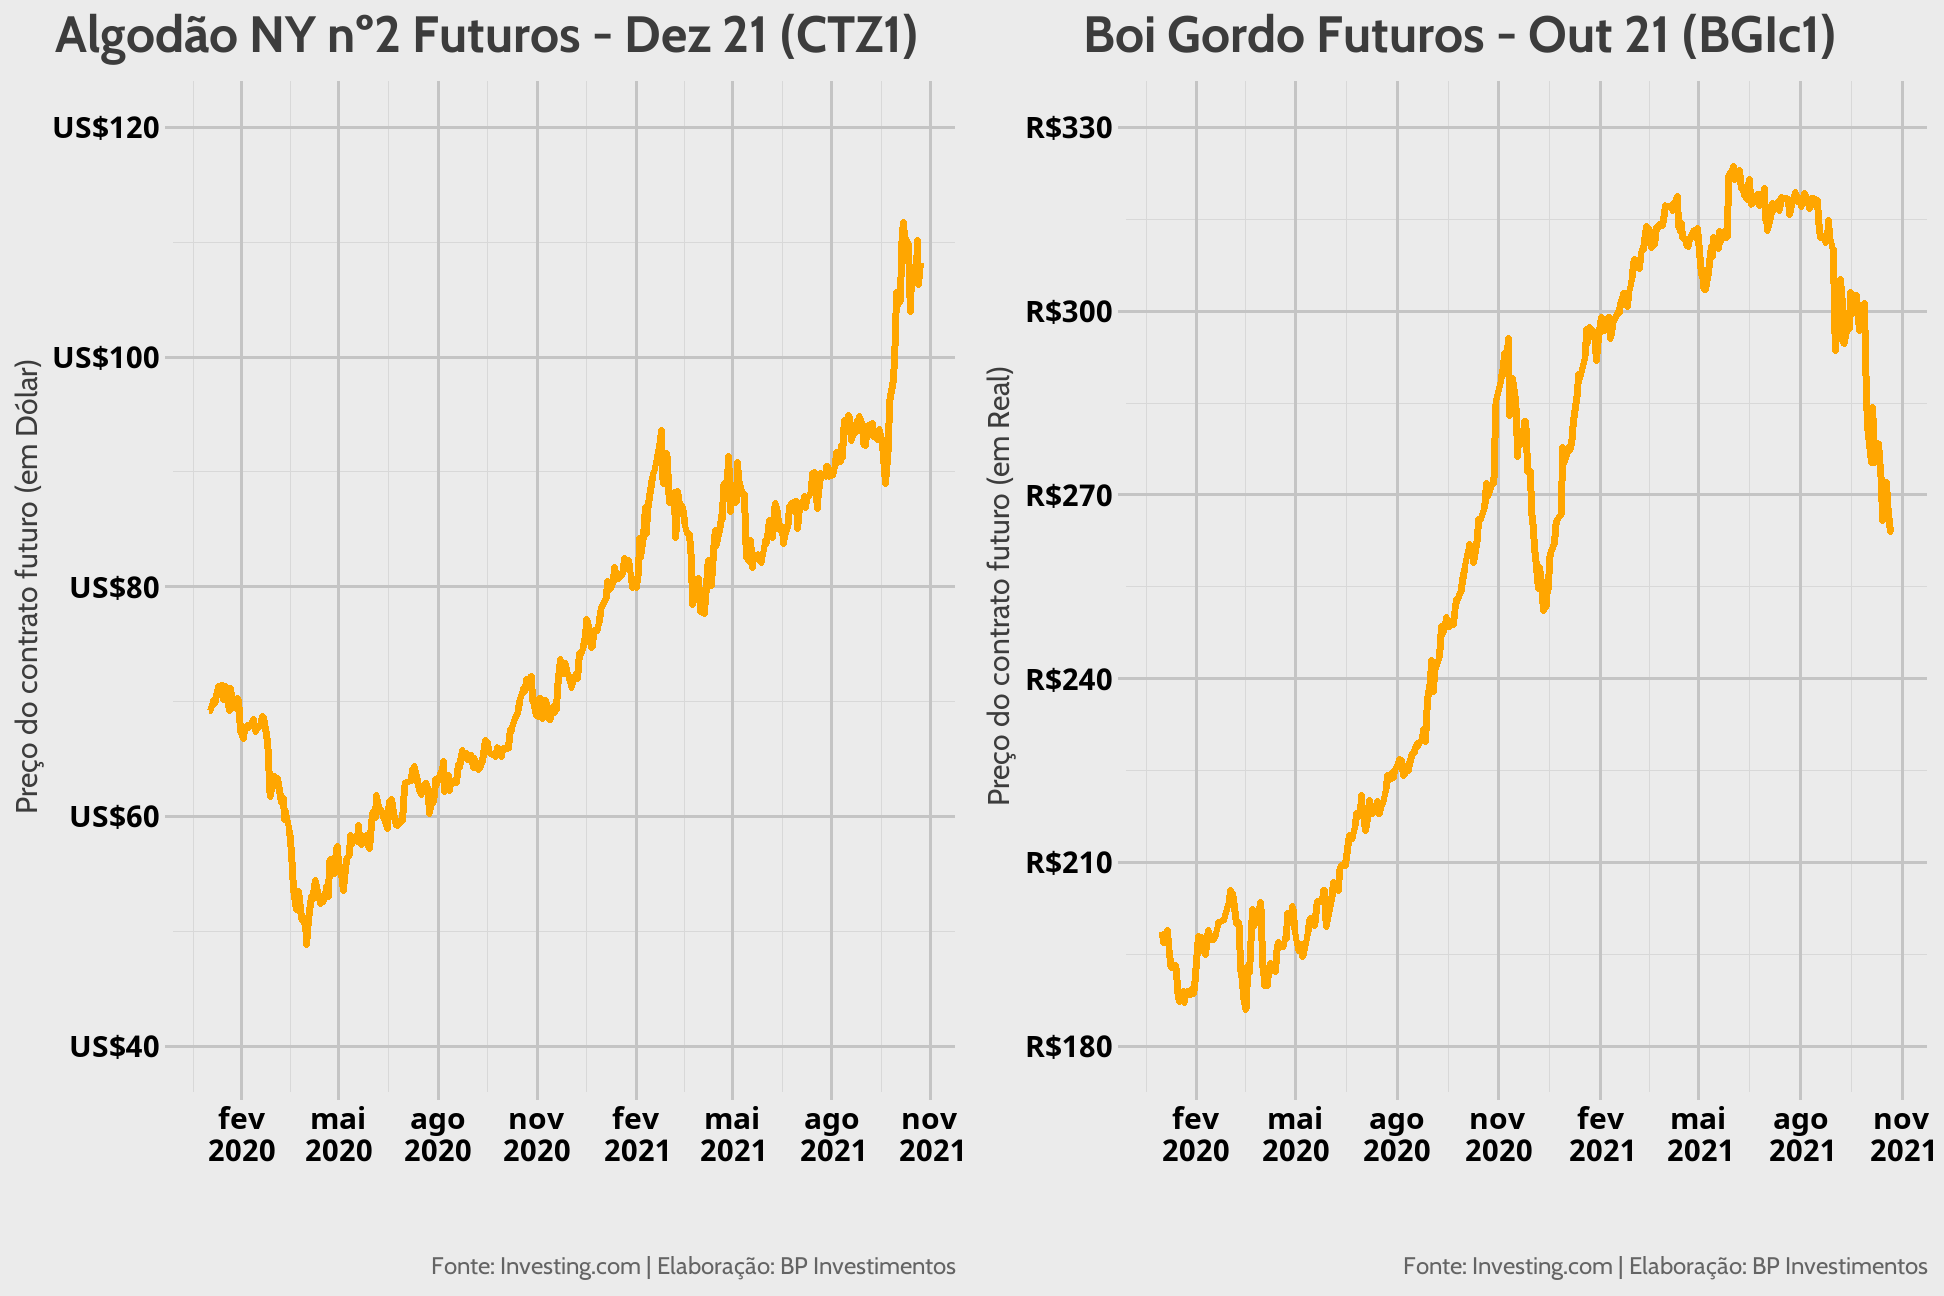 Algodão NY nº2 Futuros - Dez 21 (CTZ1)
Preço do contrato futuro (em Dólar)
US$120
US$100
US$80
US$60
US$40
fev 2020
mai 2020
ago 2020
nov 2020
fev 2021
mai 2021
ago 2021
nov 2021
Fonte: Investing.com | Elaboração: BP Investimentos
Boi Gordo Futuros - Out 21 (BGIc1)
Preço do contrato futuro (em Real)
R$330
R$300
R$270
R$240
R$210
R$180
fev 2020
mai 2020
ago 2020
nov 2020
fev 2021
mai 2021
ago 2021
nov 2021
Fonte: Investing.com | Elaboração: BP Investimentos